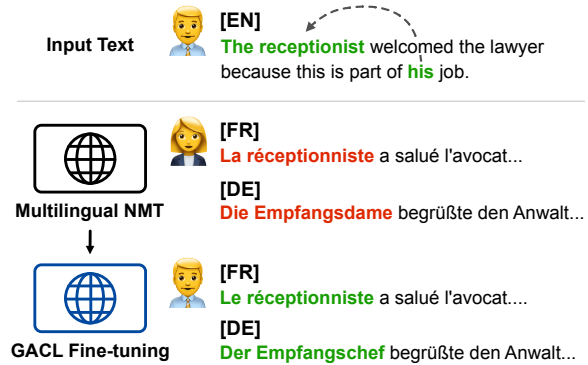 Input Text
[EN]
The receptionist welcomed the lawyer
because this is part of his job.
Multilingual NMT
[FR]
La réceptionniste a salué l'avocat...
[DE]
Die Empfangsdame begrüßte den Anwalt...
GACL Fine-tuning
[FR]
Le réceptionniste a salué l'avocat....
[DE]
Der Empfangschef begrüßte den Anwalt...